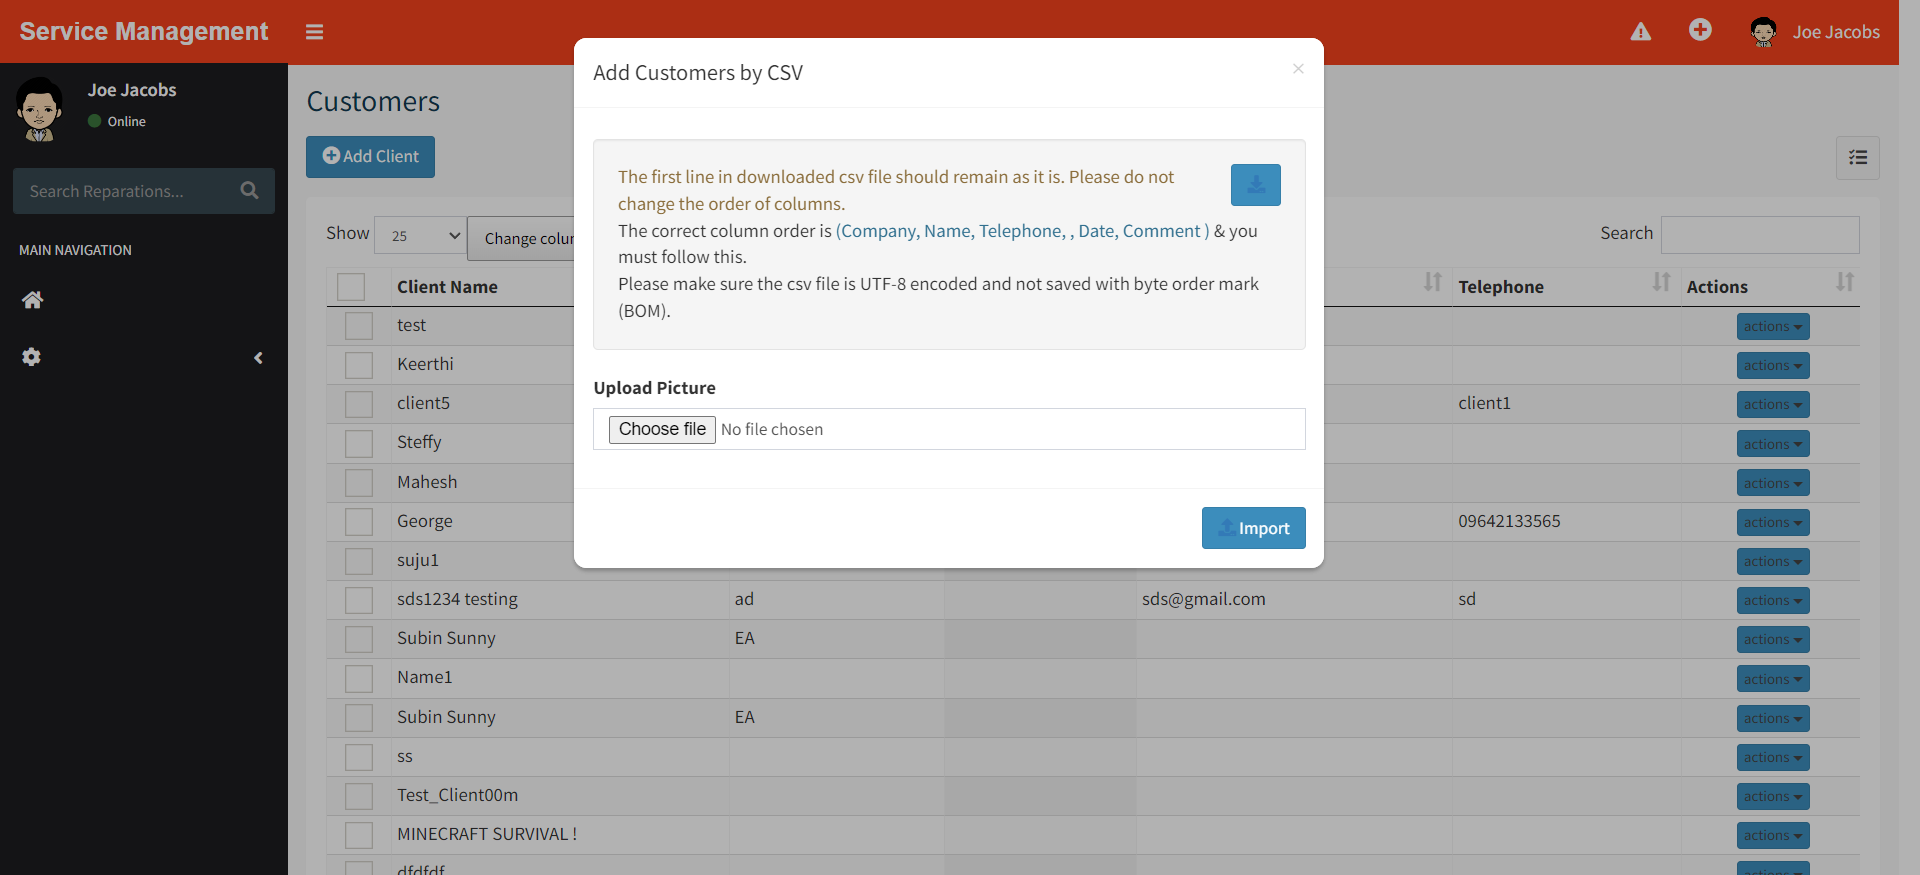 Service Management
Joe Jacobs
Joe Jacobs
Online
Search Reparations...
MAIN NAVIGATION
Customers
Add Client
Show 25 Change colu
Search
Client Name Telephone Actions
test actions
Keerthi actions
client5 client1 actions
Steffy actions
Mahesh actions
George 09642133565 actions
suju1 actions
sds1234 testing ad sds@gmail.com sd actions
Subin Sunny EA actions
Name1 actions
Subin Sunny EA actions
ss actions
Test_Client00m actions
MINECRAFT SURVIVAL ! actions
dfdfdf
Add Customers by CSV
×
The first line in downloaded csv file should remain as it is. Please do not
change the order of columns.
The correct column order is (Company, Name, Telephone, , Date, Comment ) & you
must follow this.
Please make sure the csv file is UTF-8 encoded and not saved with byte order mark
(BOM).
Upload Picture
Choose file No file chosen
Import